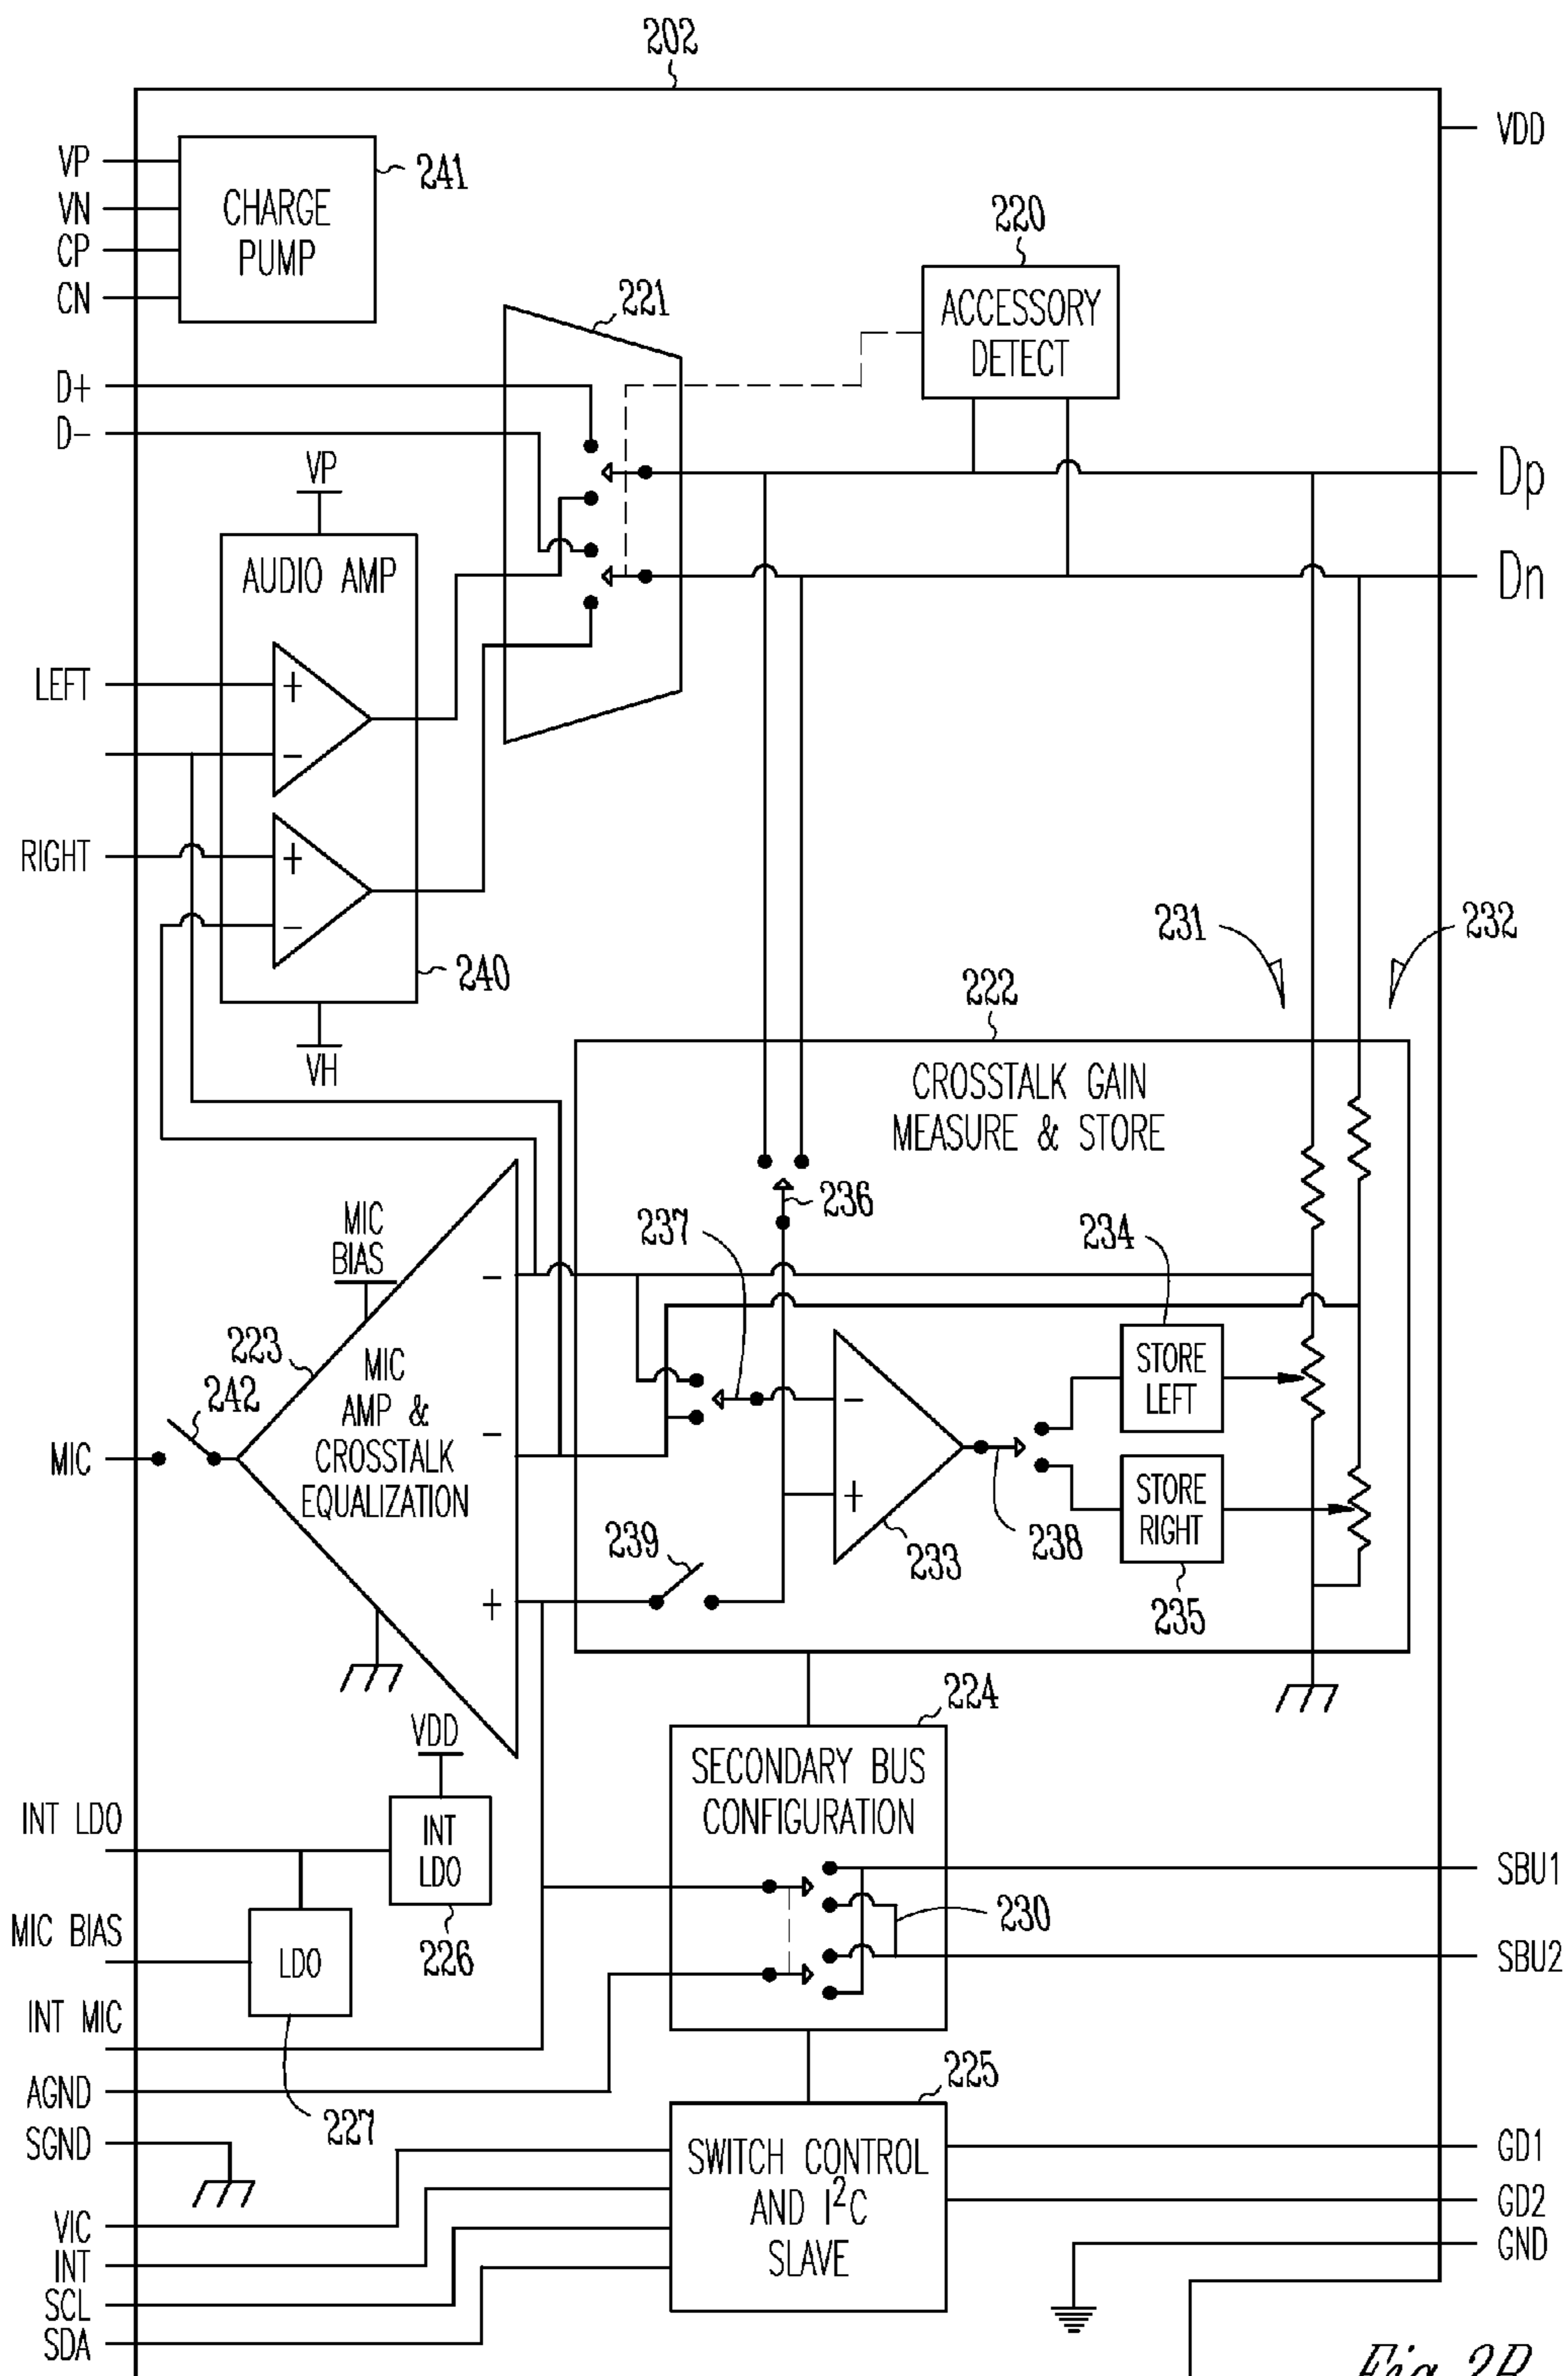 202
VDD
VP
VN
CP
CN
CHARGE
PUMP
241
220
ACCESSORY
DETECT
221
D+
D-
VP
AUDIO AMP
Dp
Dn
LEFT
+
-
RIGHT
+
-
240
VH
231
232
222
CROSSTALK GAIN
MEASURE & STORE
236
237
234
MIC
BIAS
-
223
242
MIC
MIC
AMP &
CROSSTALK
EQUALIZATION
-
+
-
+
STORE
LEFT
STORE
RIGHT
233
238
235
239
224
SECONDARY BUS
CONFIGURATION
VDD
INT LDO
INT
LDO
226
MIC BIAS
LDO
227
INT MIC
AGND
SGND
230
SBU1
SBU2
225
SWITCH CONTROL
AND I²C
SLAVE
VIC
INT
SCL
SDA
GD1
GD2
GND
Fig. 2B